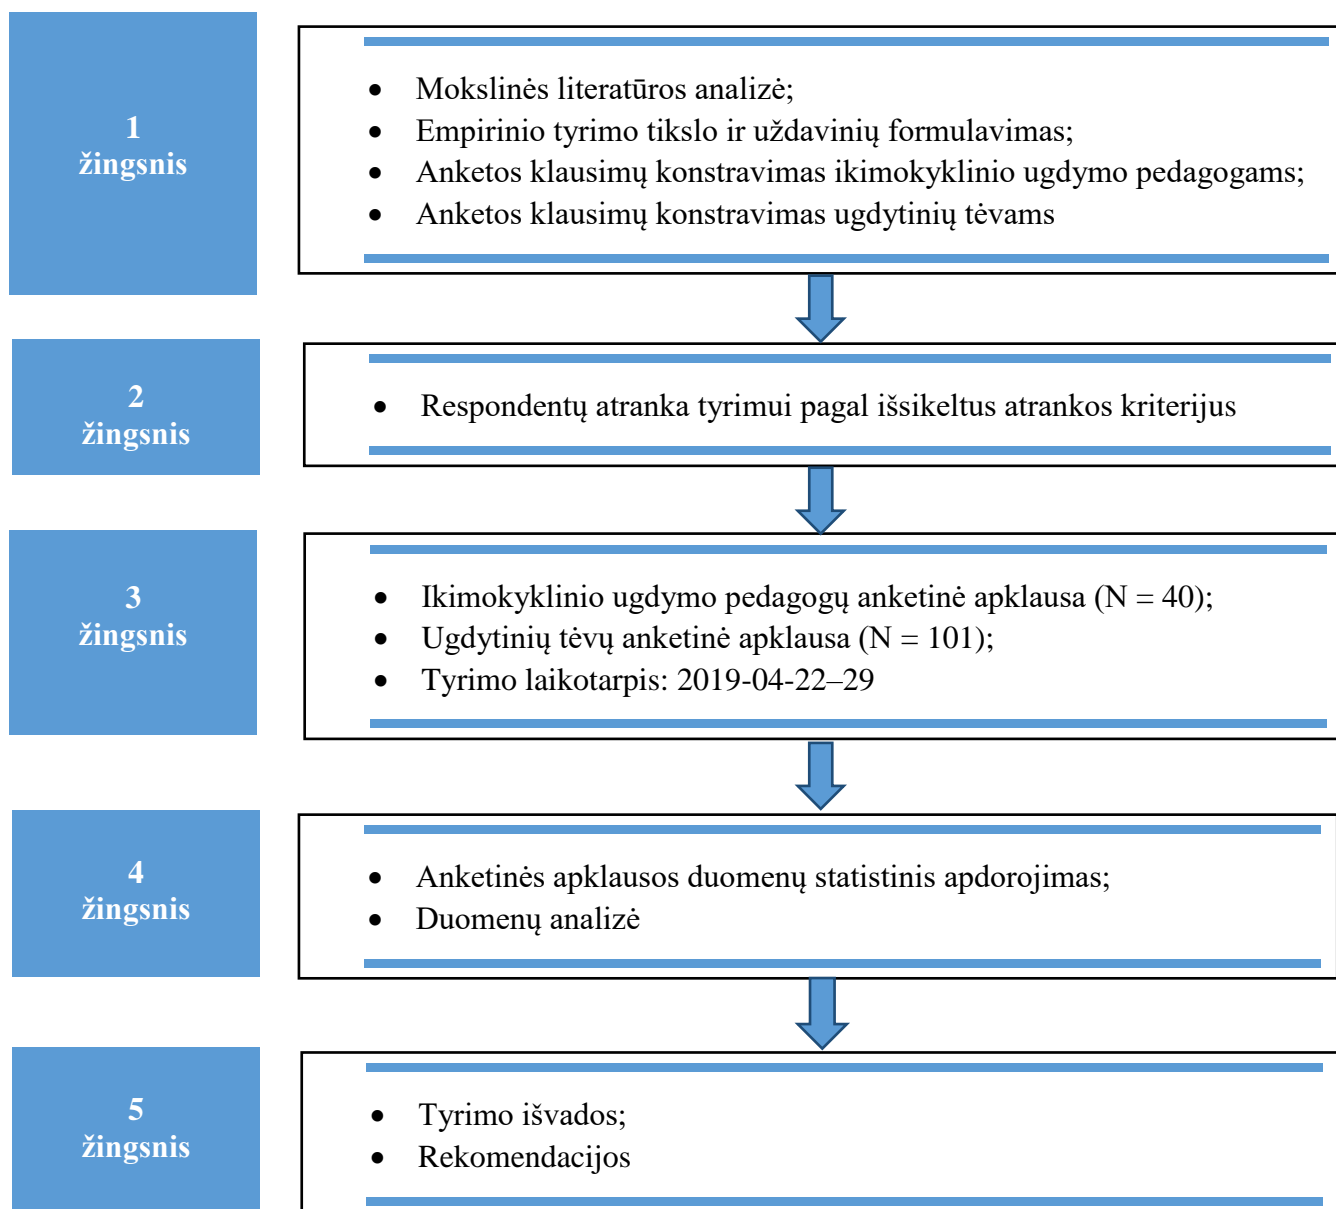 1
žingsnis
• Mokslinės literatūros analizė;
• Empirinio tyrimo tikslo ir uždavinių formulavimas;
• Anketos klausimų konstravimas ikimokyklinio ugdymo pedagogams;
• Anketos klausimų konstravimas ugdytinių tėvams
2
žingsnis
• Respondentų atranka tyrimui pagal išsikeltus atrankos kriterijus
3
žingsnis
• Ikimokyklinio ugdymo pedagogų anketinė apklausa (N = 40);
• Ugdytinių tėvų anketinė apklausa (N = 101);
• Tyrimo laikotarpis: 2019-04-22–29
4
žingsnis
• Anketinės apklausos duomenų statistinis apdorojimas;
• Duomenų analizė
5
žingsnis
• Tyrimo išvados;
• Rekomendacijos